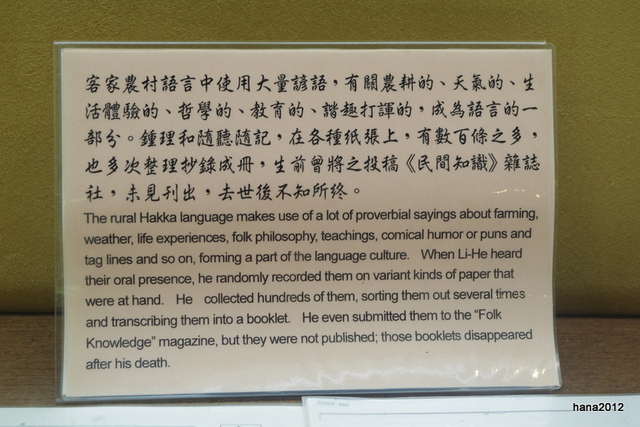 客家農村語言中使用大量諺語，有關農耕的、天氣的、生
活體驗的、哲學的、教育的、諧趣打諢的，成為語言的一
部分。鍾理和隨聽隨記，在各種紙張上，有數百條之多，
也多次整理抄錄成冊，生前曾將之投稿《民間知識》雜誌
社，未見刊出，去世後不知所終。
The rural Hakka language makes use of a lot of proverbial sayings about farming,
weather, life experiences, folk philosophy, teachings, comical humor or puns and
tag lines and so on, forming a part of the language culture.   When Li-He heard
their oral presence, he randomly recorded them on variant kinds of paper that
were at hand.   He   collected hundreds of them, sorting them out several times
and transcribing them into a booklet.   He even submitted them to the “Folk
Knowledge” magazine, but they were not published; those booklets disappeared
after his death.
hana2012